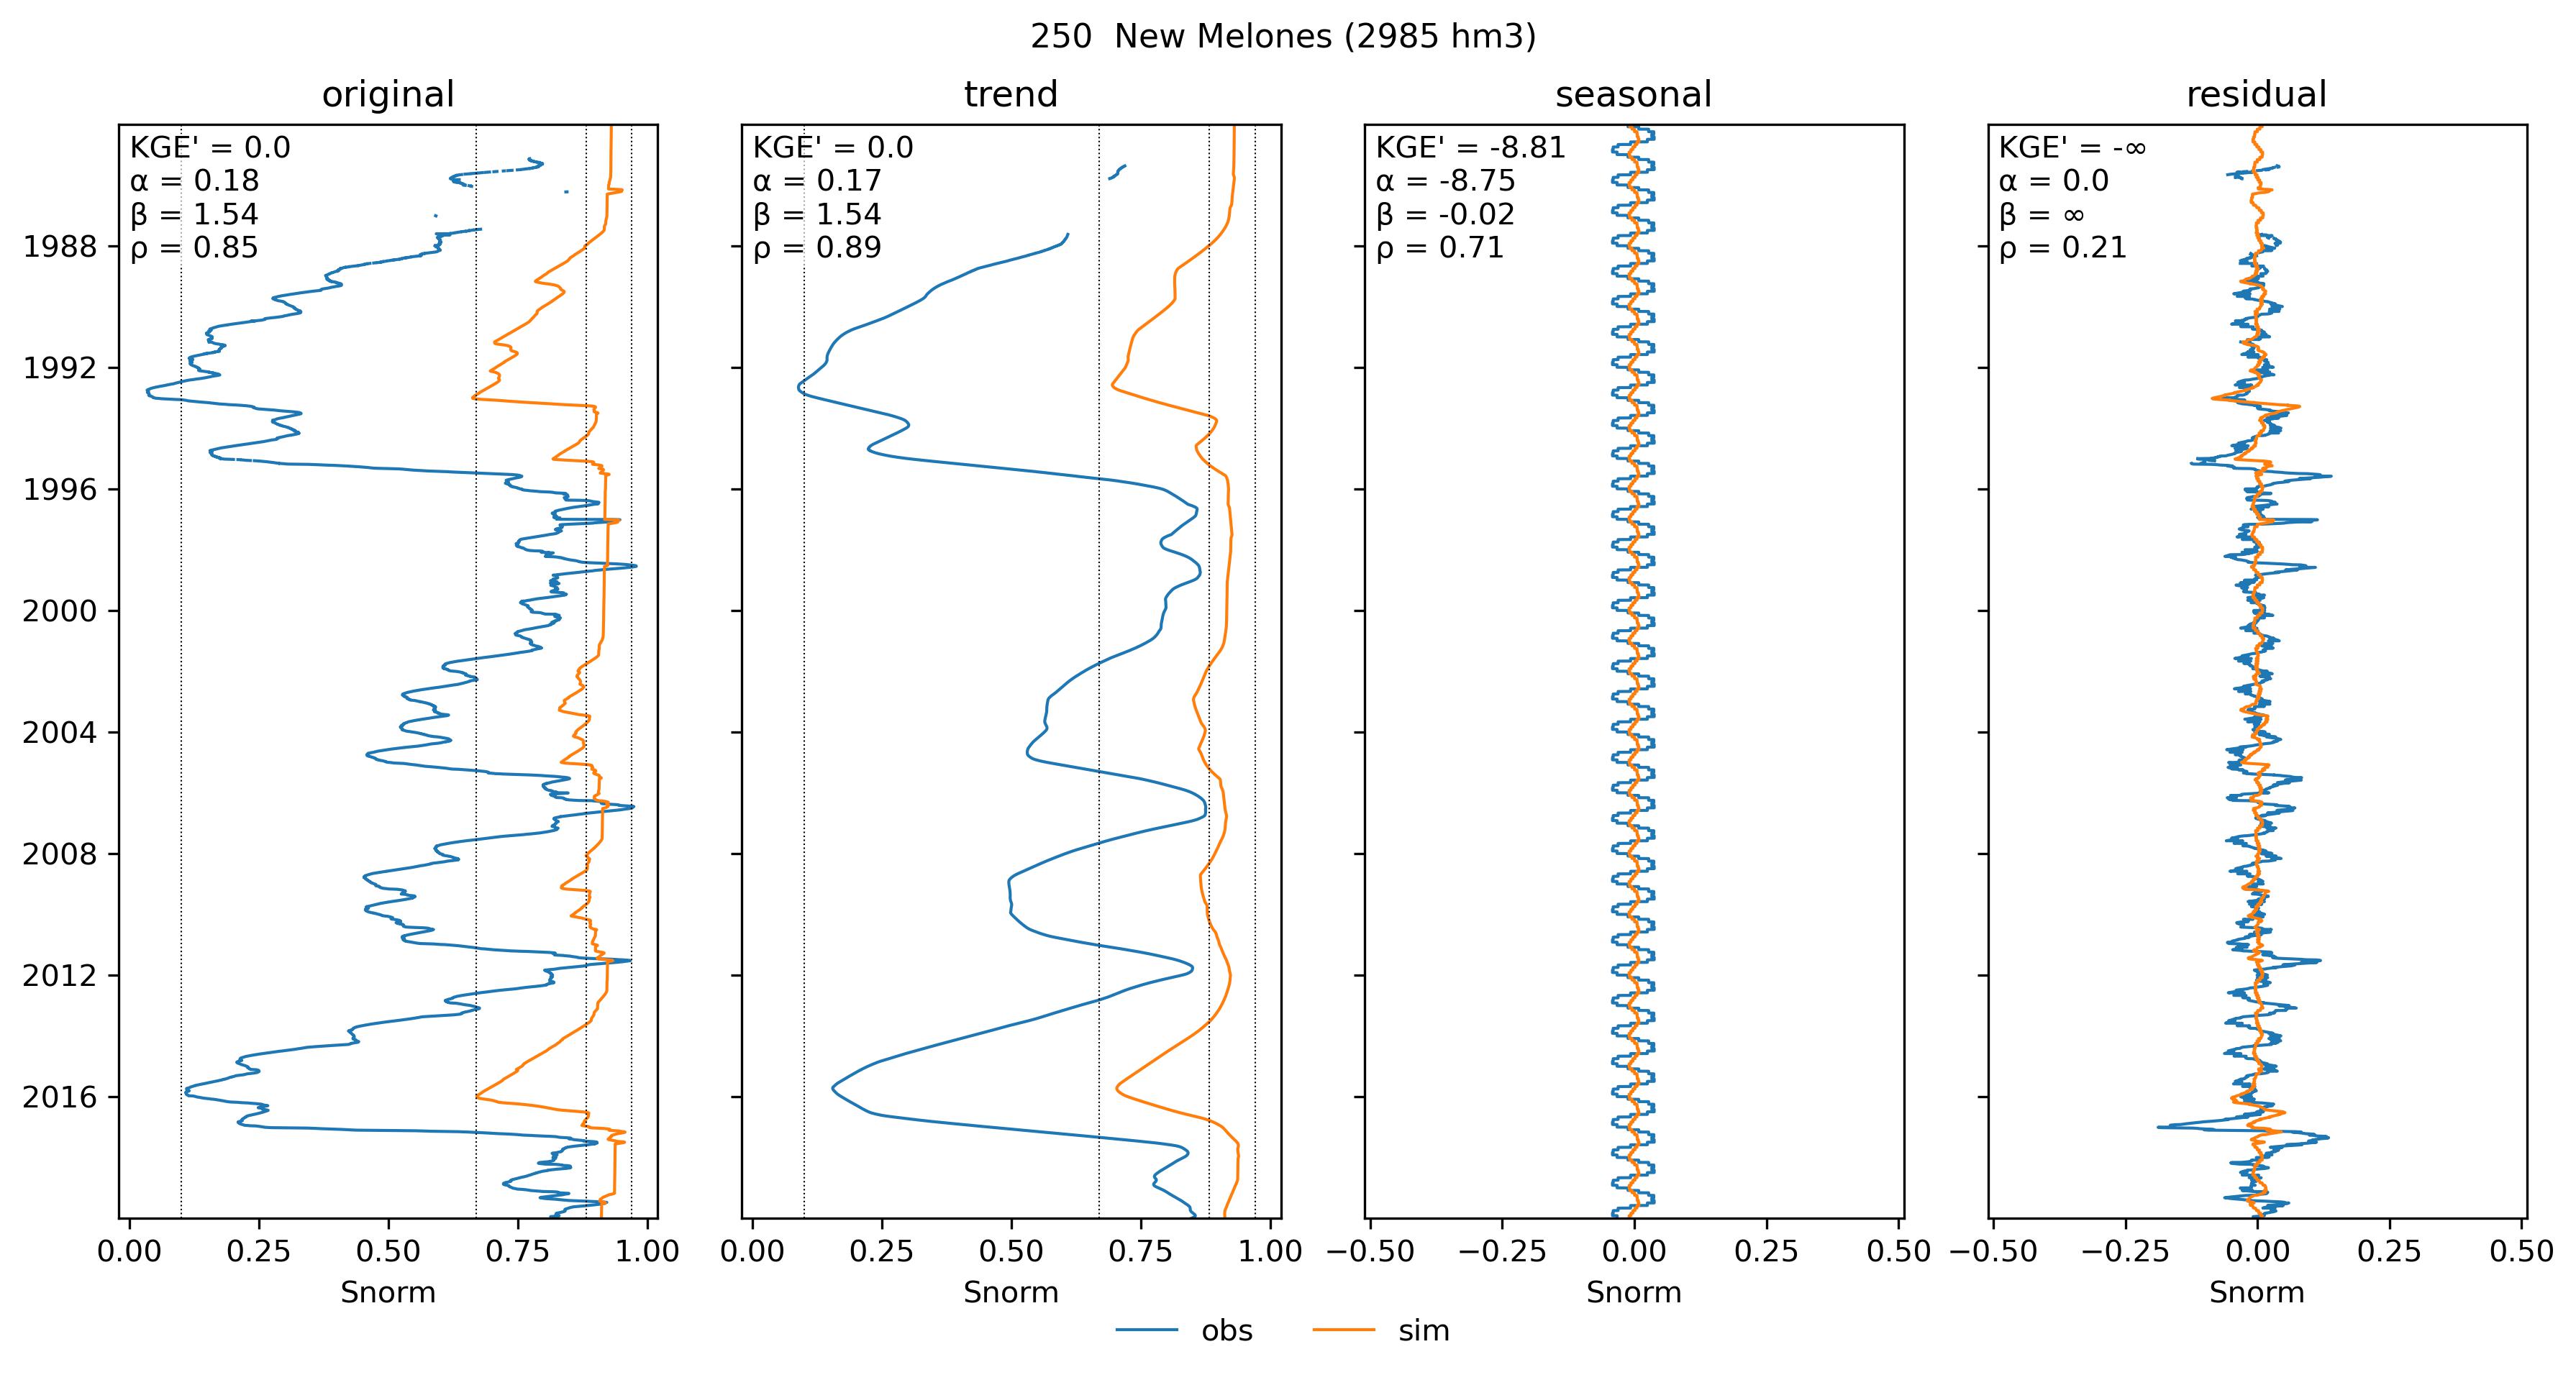 250  New Melones (2985 hm3)
original
trend
seasonal
residual
KGE' = 0.0
α = 0.18
β = 1.54
ρ = 0.85
KGE' = 0.0
α = 0.17
β = 1.54
ρ = 0.89
KGE' = -8.81
α = -8.75
β = -0.02
ρ = 0.71
KGE' = -∞
α = 0.0
β = ∞
ρ = 0.21
1988
1992
1996
2000
2004
2008
2012
2016
0.00 0.25 0.50 0.75 1.00
0.00 0.25 0.50 0.75 1.00
−0.50 −0.25 0.00 0.25 0.50
−0.50 −0.25 0.00 0.25 0.50
Snorm
Snorm
Snorm
Snorm
obs
sim